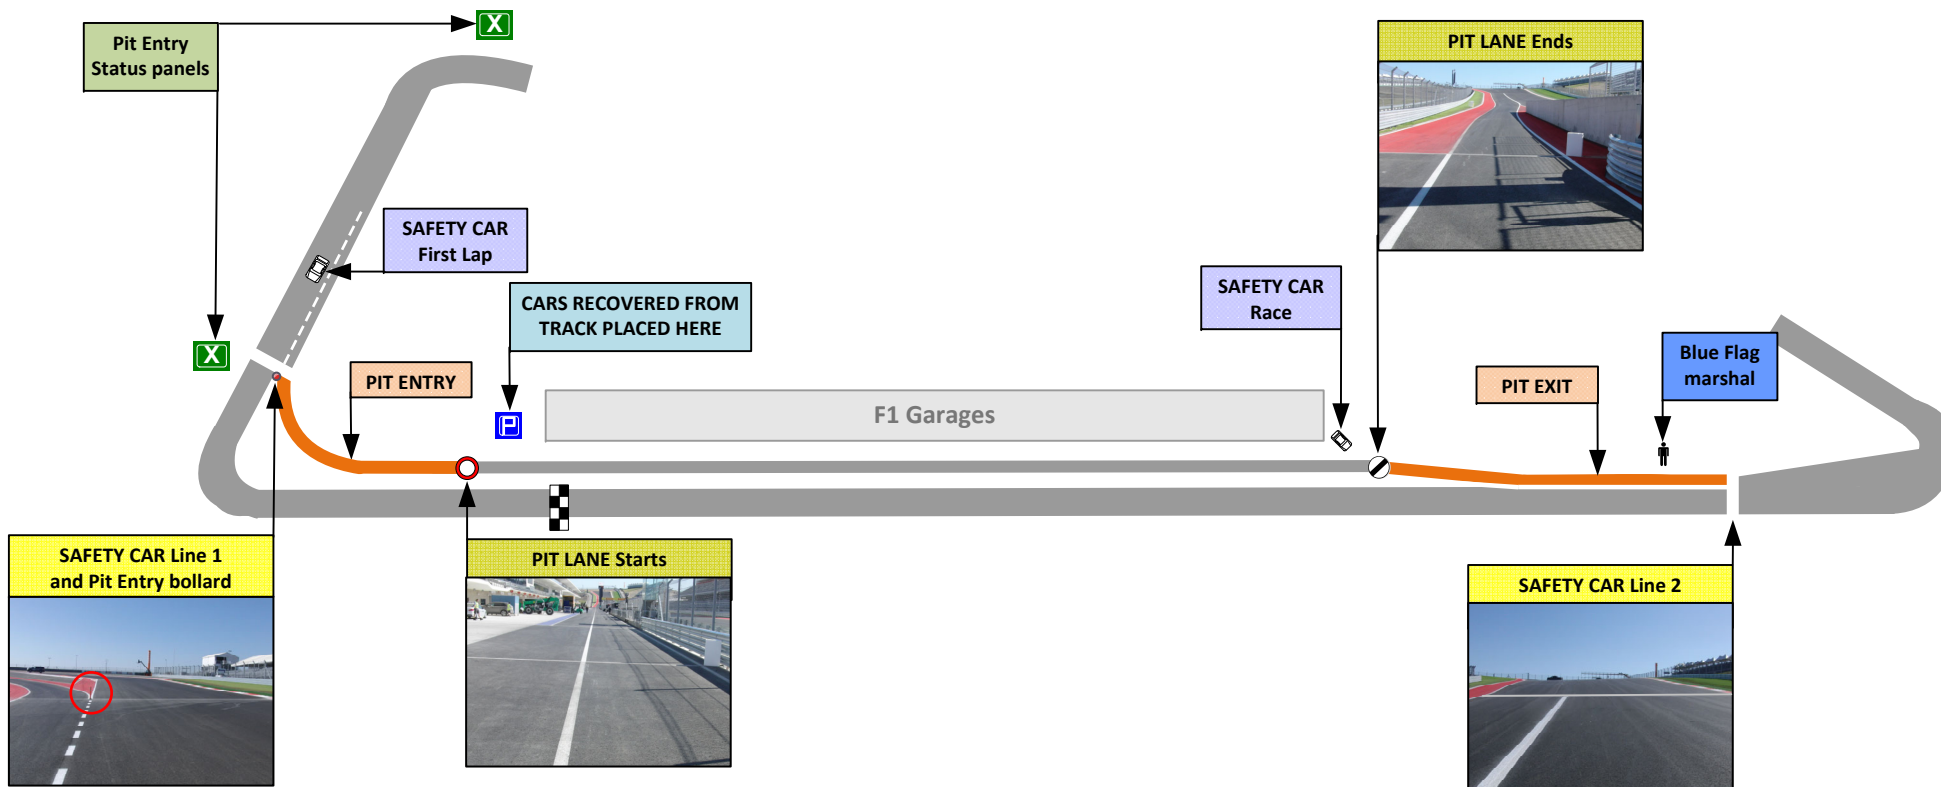 Pit Entry
Status panels
X
X
SAFETY CAR
First Lap
CARS RECOVERED FROM
TRACK PLACED HERE
P
PIT ENTRY
F1 Garages
SAFETY CAR
Race
PIT LANE Ends
PIT EXIT
Blue Flag
marshal
SAFETY CAR Line 1
and Pit Entry bollard
PIT LANE Starts
SAFETY CAR Line 2